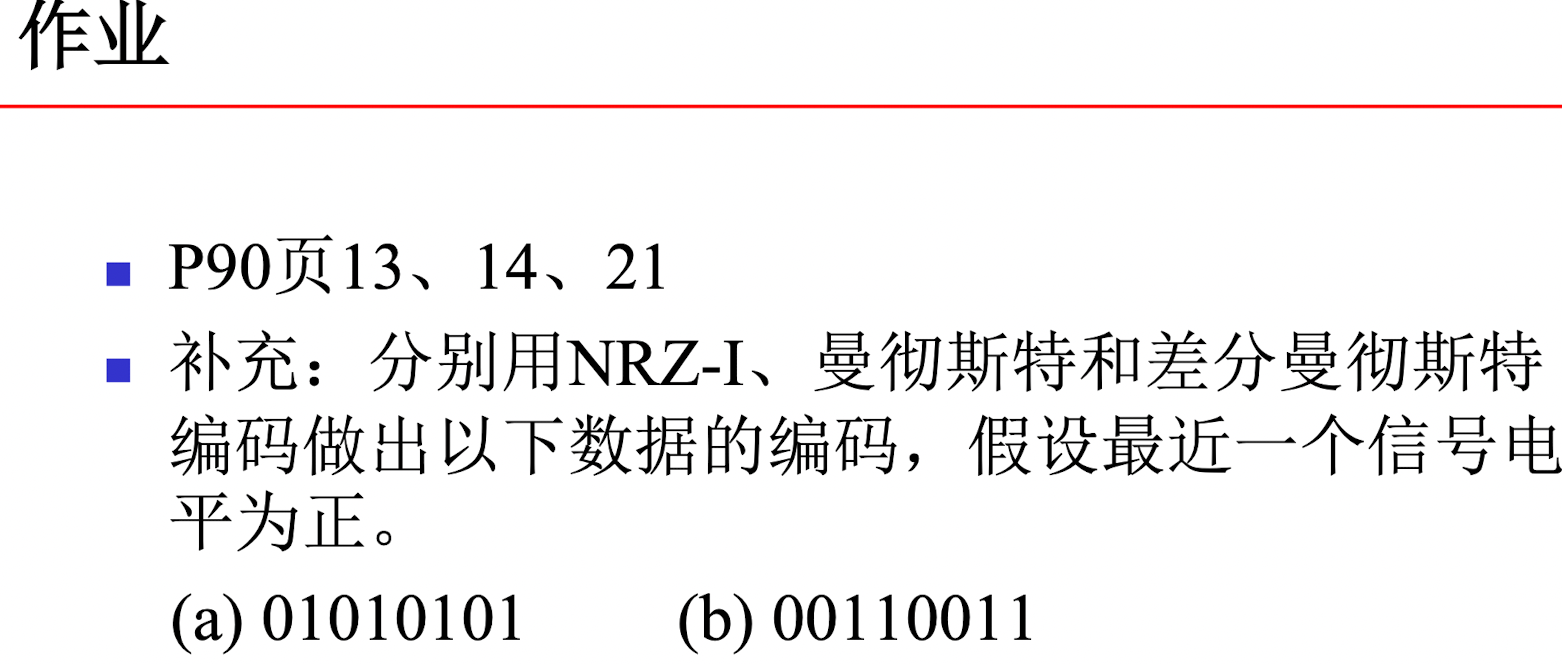 作业
P90页13、14、21
补充：分别用NRZ-I、曼彻斯特和差分曼彻斯特
编码做出以下数据的编码，假设最近一个信号电
平为正。
(a) 01010101 (b) 00110011